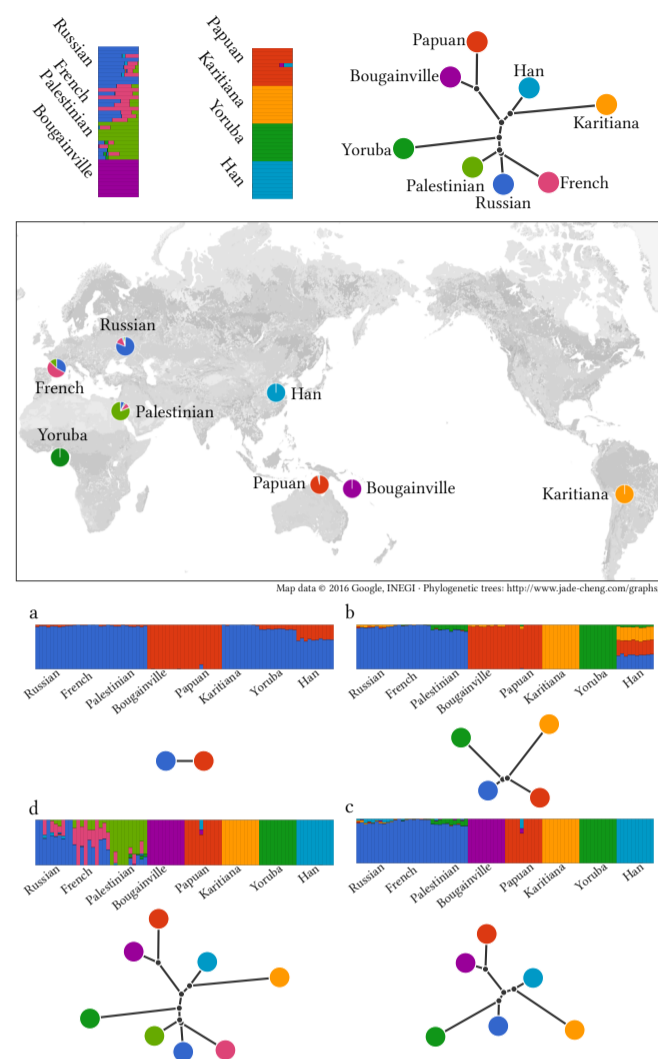 Russian
French
Palestinian
Bougainville
Papuan
Karitiana
Yoruba
Han
Papuan
Bougainville
Han
Karitiana
Yoruba
Palestinian
French
Russian
Russian
French
Palestinian
Han
Yoruba
Papuan
Bougainville
Karitiana
Map data © 2016 Google, INEGI · Phylogenetic trees: http://www.jade-cheng.com/graphs
a
Russian French Palestinian Bougainville Papuan Karitiana Yoruba Han
b
Russian French Palestinian Bougainville Papuan Karitiana Yoruba Han
d
Russian French Palestinian Bougainville Papuan Karitiana Yoruba Han
c
Russian French Palestinian Bougainville Papuan Karitiana Yoruba Han